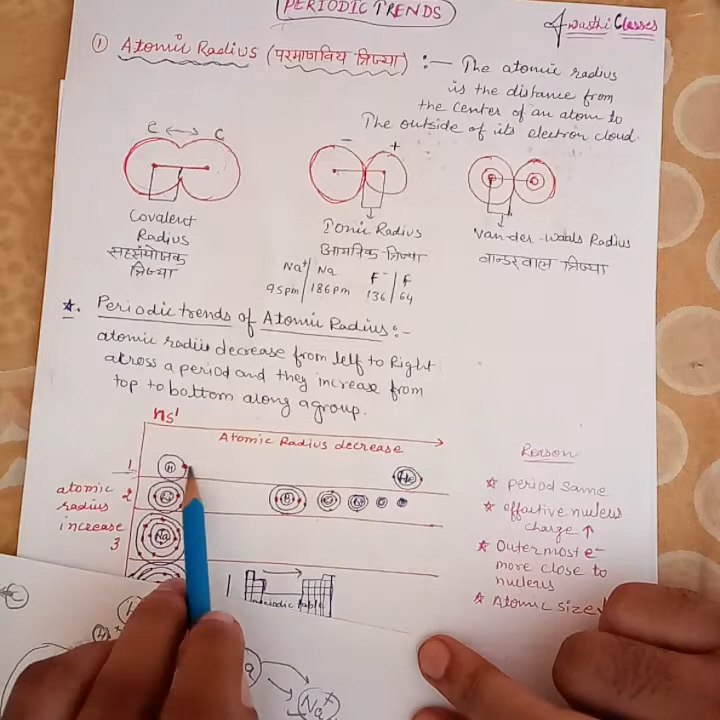 PERIODIC TRENDS
Awasthi Classes
① Atomic Radius (परमाणविय त्रिज्या) :— The atomic radius
is the distance from
the center of an atom to
The outside of its electron cloud.
C ↔ C
- +
Covalent
Radius
सहसंयोजक
त्रिज्या
Ionic Radius
आयनिक त्रिज्या
Na+ | Na F- | F
95pm | 186pm 136 | 64
Van-der-waals Radius
वान्डरवाल त्रिज्या
Periodic trends of Atomic Radius:-
atomic radii decrease from left to Right
across a period and they increase from
top to bottom along a group.
ns1
Atomic Radius decrease
1
H
He
atomic
radius
increase
2
3
Na
periodic table
Reason
period same
effective nucleus
charge ↑
Outermost e-
more close to
nucleus
Atomic size ↓
Na+